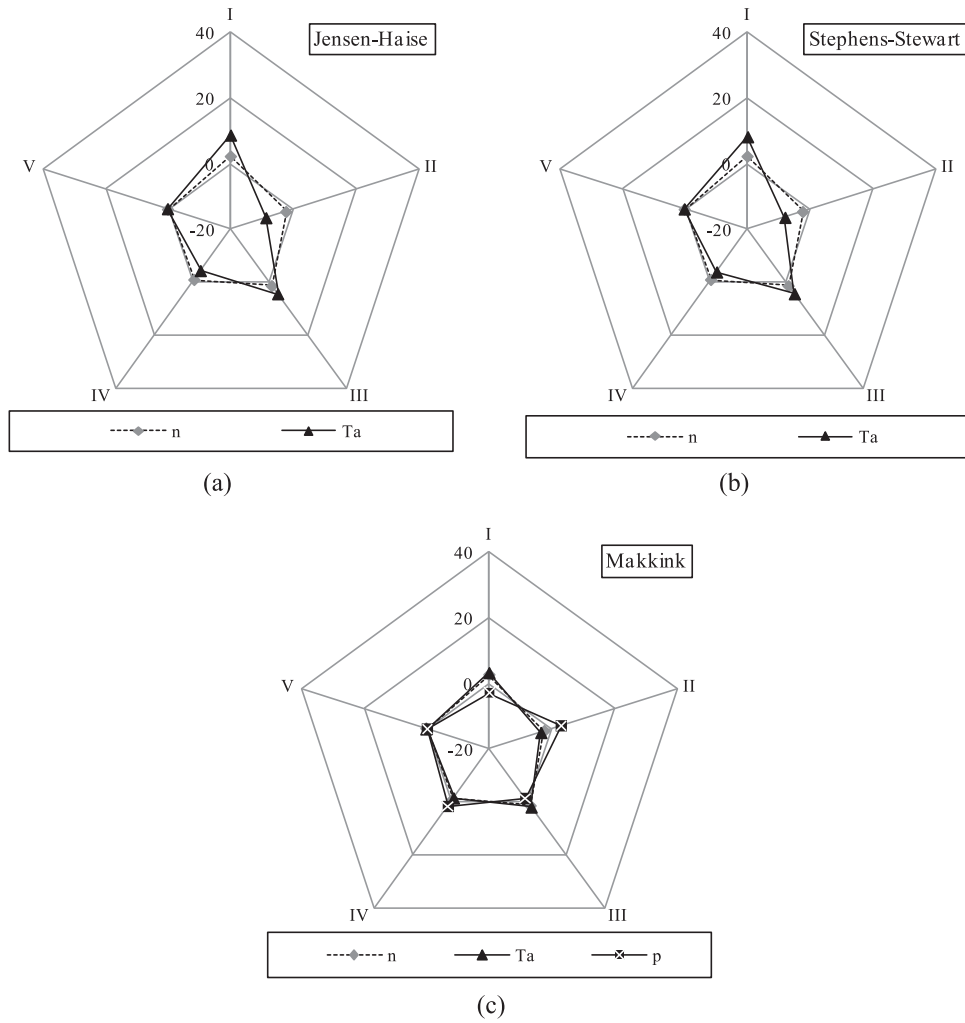 I
40
Jensen-Haise
20
V
0
II
-20
IV
III
n Ta
(a)
I
40
Stephens-Stewart
20
V
0
II
-20
IV
III
n Ta
(b)
I
40
Makkink
20
V
0
II
-20
IV
III
n Ta p
(c)